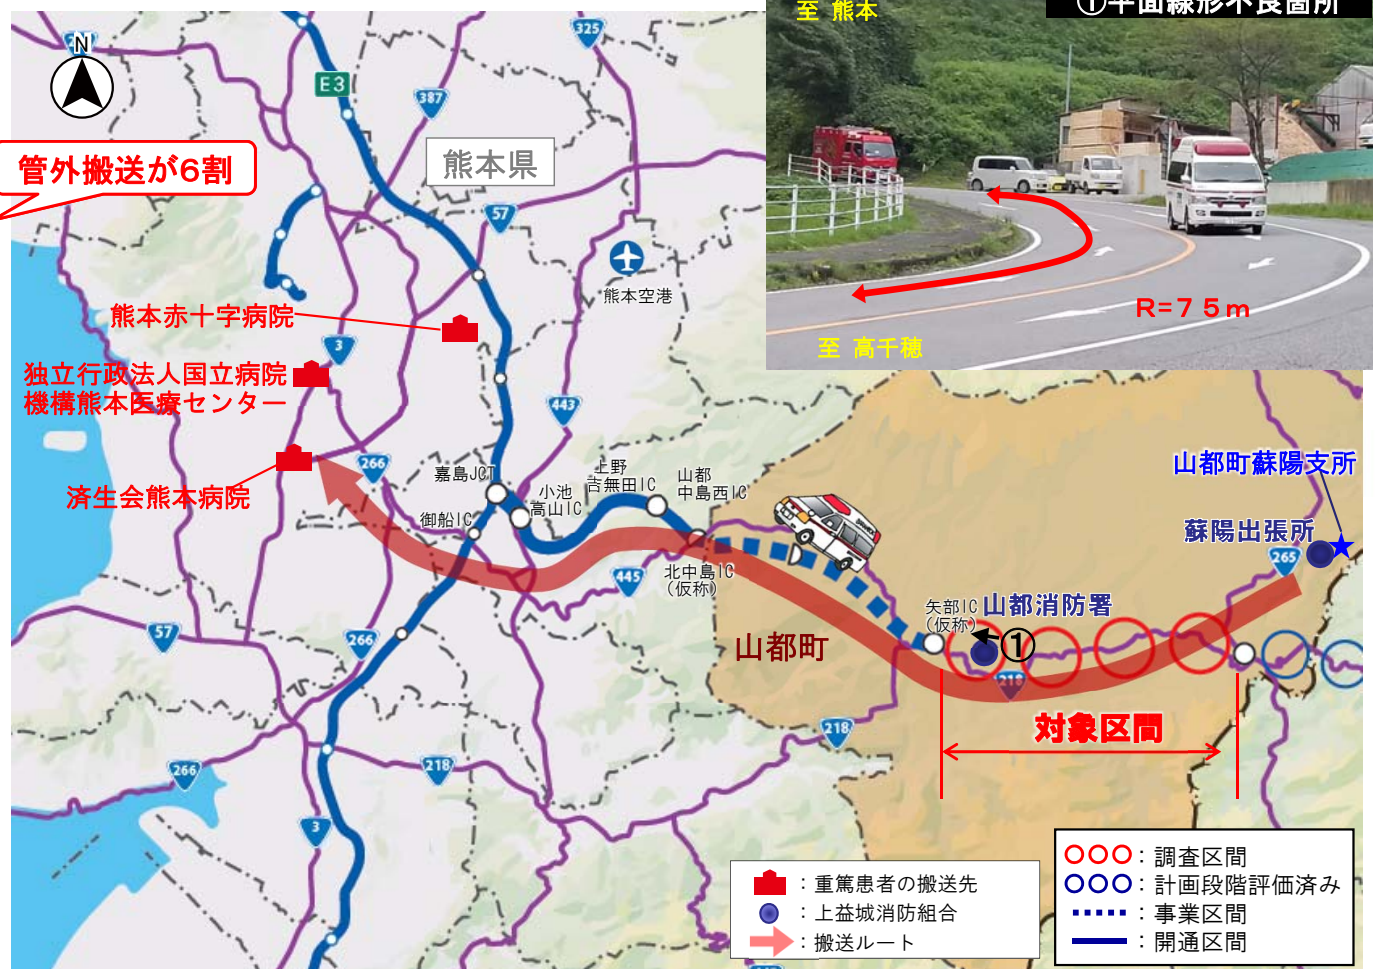 至 熊本
①平面線形不良箇所
R=75m
至 高千穂
N
325
E3
387
管外搬送が6割
熊本県
57
熊本空港
熊本赤十字病院
3
独立行政法人国立病院
機構熊本医療センター
443
済生会熊本病院
266
嘉島JCT
上野
吉無田IC
山都
中島西IC
小池
高山IC
御船IC
山都町蘇陽支所
蘇陽出張所
265
445
北中島IC
(仮称)
矢部IC
(仮称)
山都消防署
①
57
266
山都町
218
対象区間
218
218
266
3
：重篤患者の搬送先
：上益城消防組合
：搬送ルート
：調査区間
：計画段階評価済み
：事業区間
：開通区間